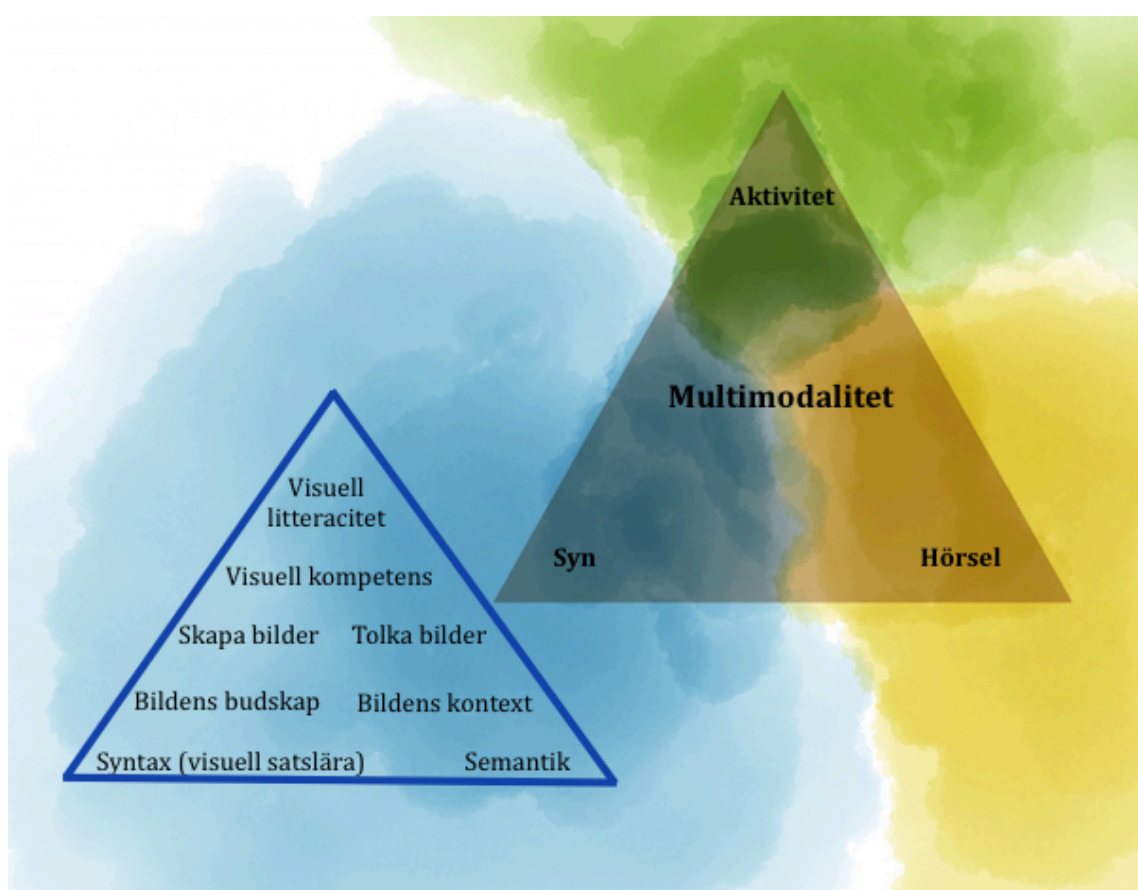 Aktivitet
Multimodalitet
Syn
Hörsel
Visuell
litteracitet
Visuell kompetens
Skapa bilder
Tolka bilder
Bildens budskap
Bildens kontext
Syntax (visuell satslära)
Semantik